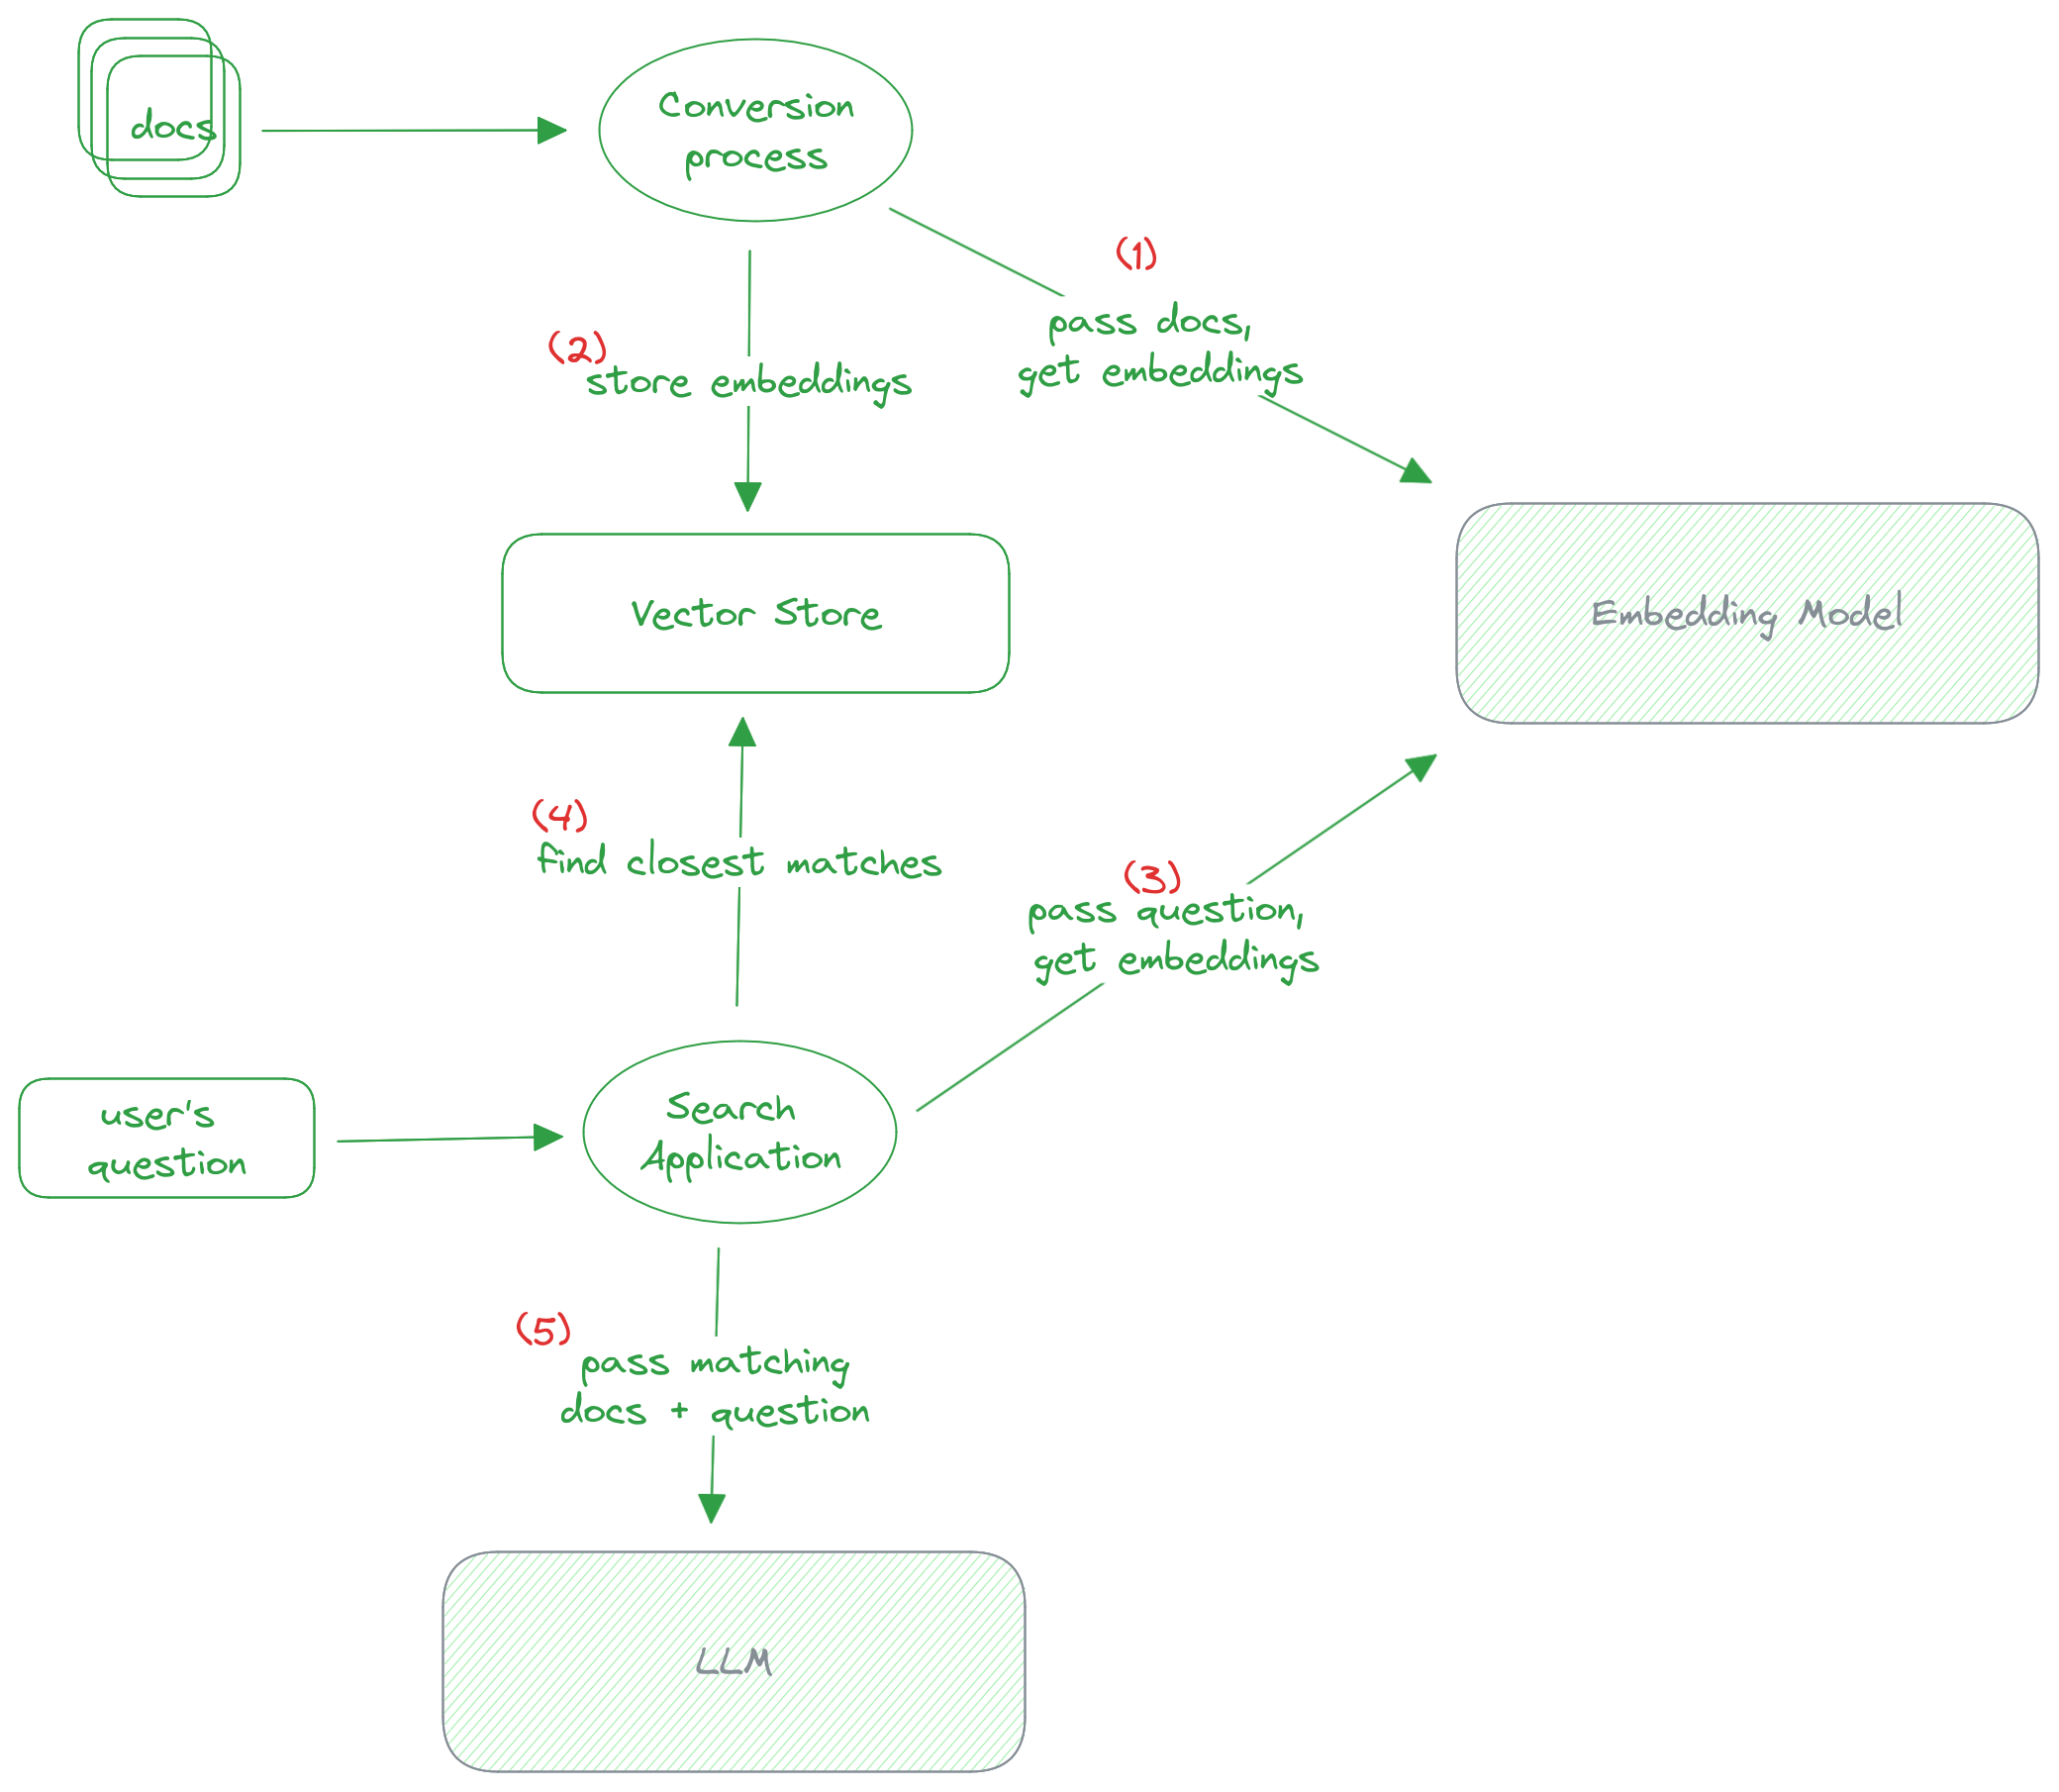 docs
Conversion
process
(1)
pass docs,
get embeddings
(2)
store embeddings
Vector Store
Embedding Model
(4)
find closest matches
(3)
pass question,
get embeddings
user's
question
Search
Application
(5)
pass matching
docs + question
LLM